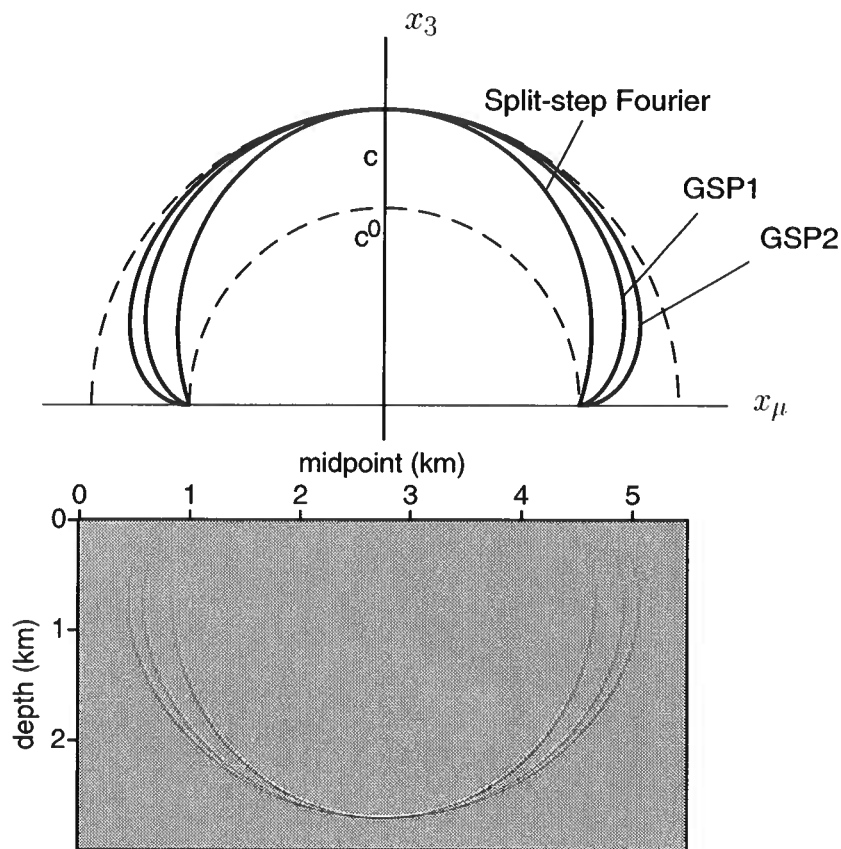 x₃
Split-step Fourier
c
GSP1
c⁰
GSP2
x_μ
midpoint (km)
0 1 2 3 4 5
0
1
depth (km)
2